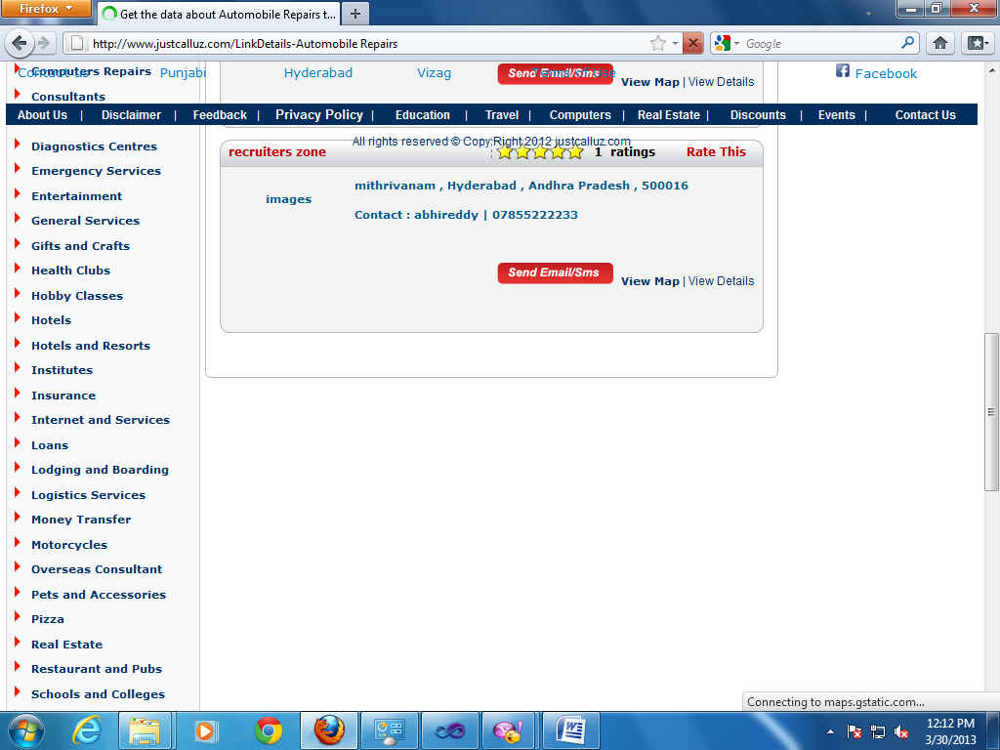 Firefox
Get the data about Automobile Repairs t...
http://www.justcalluz.com/LinkDetails-Automobile Repairs
Google
Computers Repairs
Punjabi
Hyderabad
Vizag
Send Email/Sms
View Map | View Details
Facebook
Consultants
About Us | Disclaimer | Feedback | Privacy Policy | Education | Travel | Computers | Real Estate | Discounts | Events | Contact Us
All rights reserved © Copy;Right 2012 justcalluz.com
recruiters zone
1 ratings
Rate This
mithrivanam , Hyderabad , Andhra Pradesh , 500016
images
Contact : abhireddy | 07855222233
Send Email/Sms
View Map | View Details
Diagnostics Centres
Emergency Services
Entertainment
General Services
Gifts and Crafts
Health Clubs
Hobby Classes
Hotels
Hotels and Resorts
Institutes
Insurance
Internet and Services
Loans
Lodging and Boarding
Logistics Services
Money Transfer
Motorcycles
Overseas Consultant
Pets and Accessories
Pizza
Real Estate
Restaurant and Pubs
Schools and Colleges
Connecting to maps.gstatic.com...
12:12 PM
3/30/2013